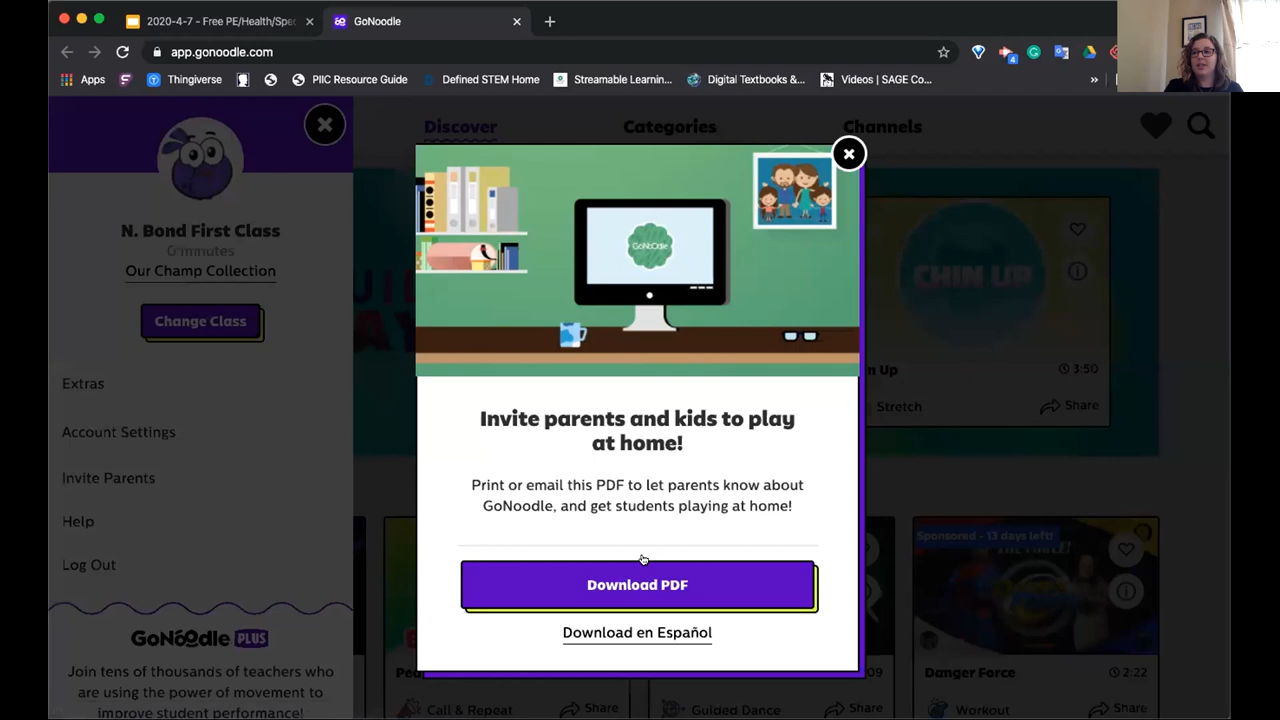 2020-4-7 - Free PE/Health/Spec
GoNoodle
app.gonoodle.com
Apps
Thingiverse
PIIC Resource Guide
Defined STEM Home
Streamable Learnin...
Digital Textbooks &...
Videos | SAGE Co...
»
4
Discover
Categories
Channels
N. Bond First Class
0 minutes
Our Champ Collection
Change Class
Extras
Account Settings
Invite Parents
Help
Log Out
GoNoodle PLUS
Join tens of thousands of teachers who
are using the power of movement to
improve student performance!
GoNoodle
Invite parents and kids to play
at home!
Print or email this PDF to let parents know about
GoNoodle, and get students playing at home!
Download PDF
Download en Español
CHIN UP
Up
3:50
Stretch
Share
Call & Repeat
Share
09
Guided Dance
Share
Sponsored - 13 days left!
Danger Force
2:22
Workout
Share